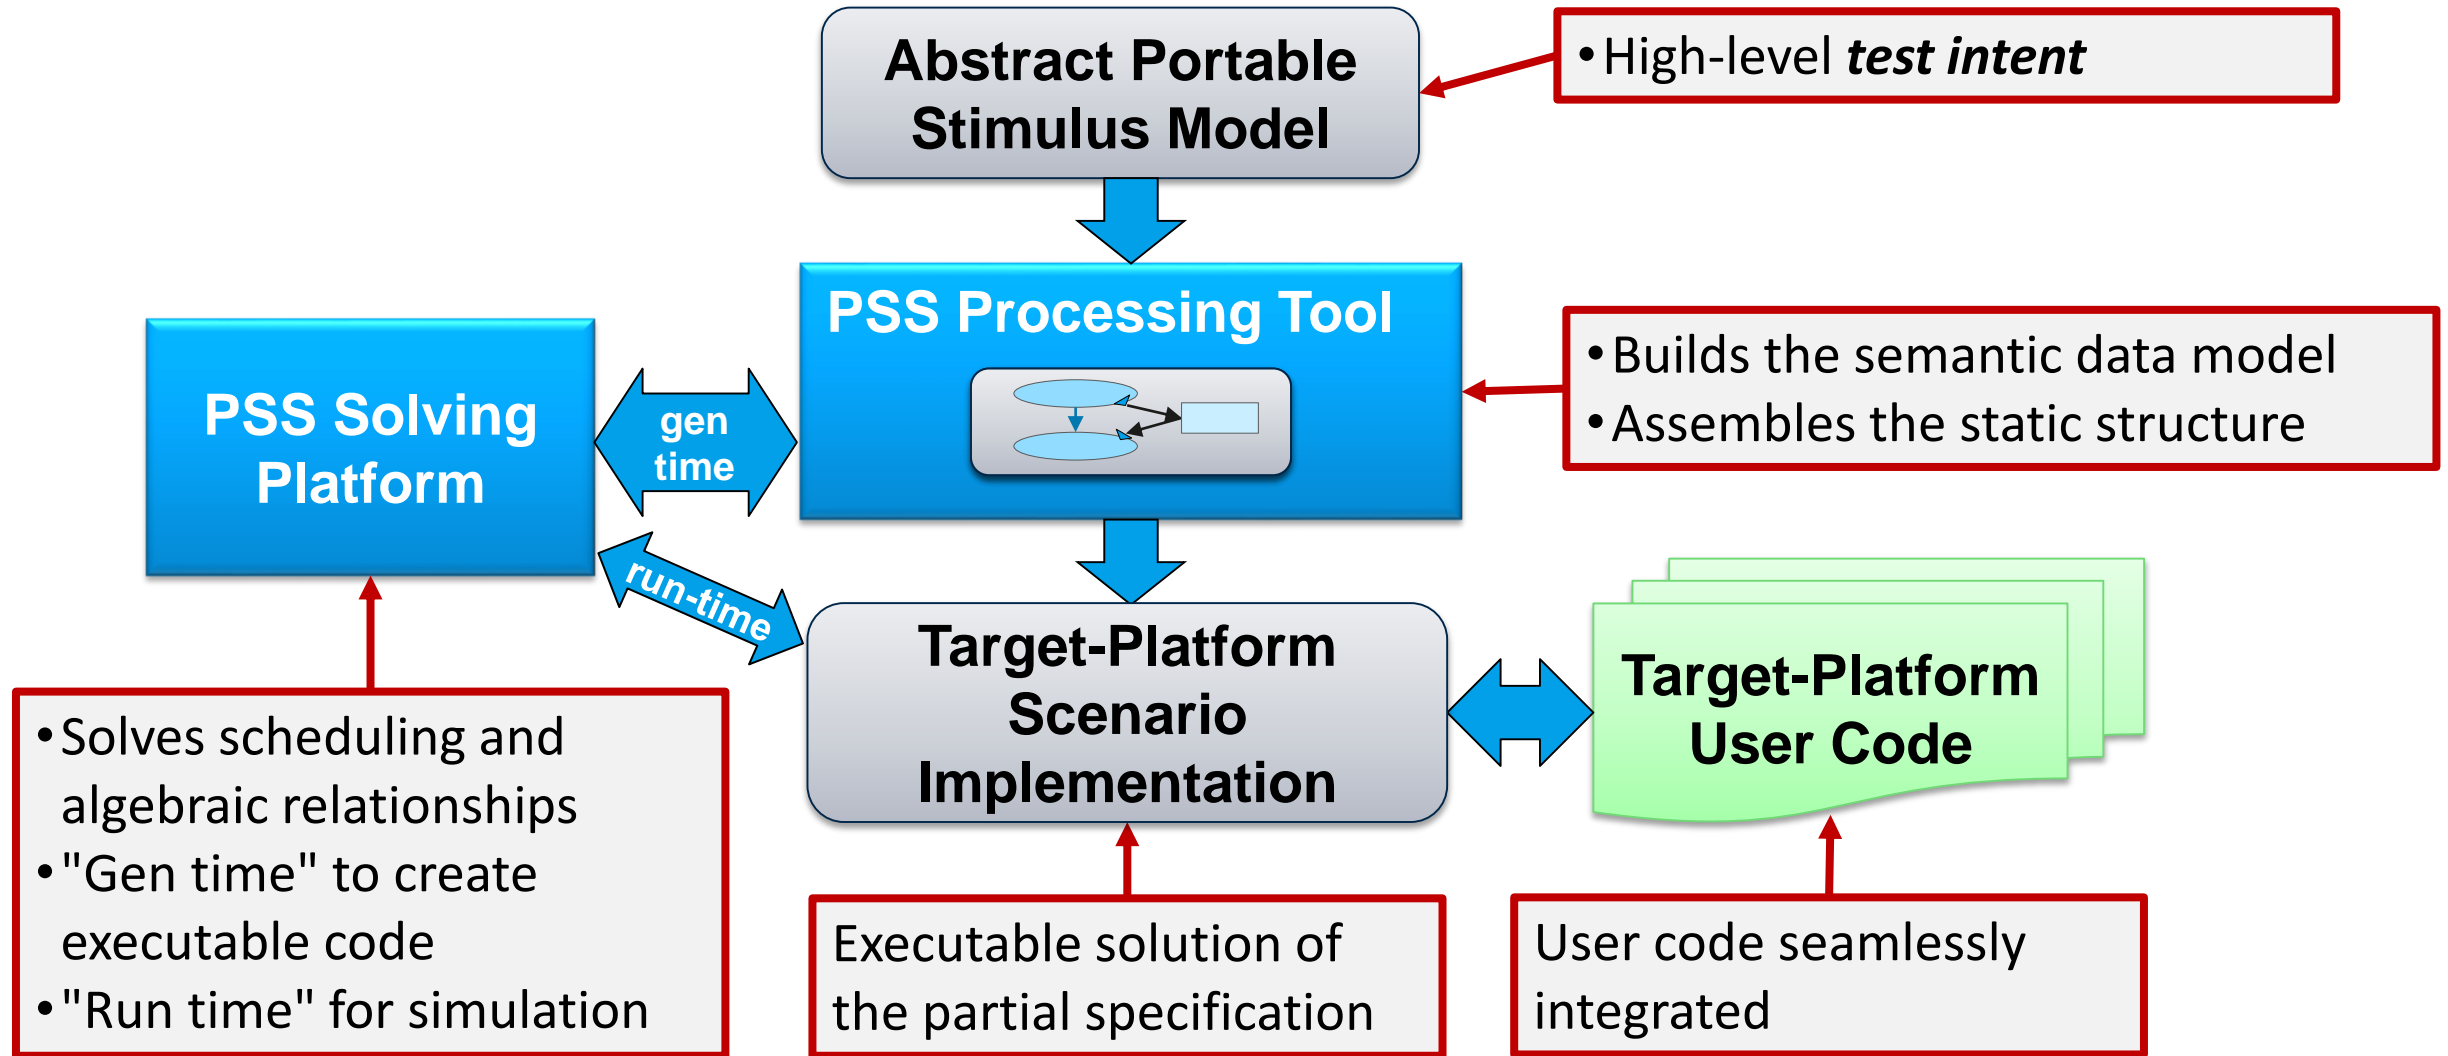 Abstract Portable
Stimulus Model
•High-level test intent
PSS Processing Tool
•Builds the semantic data model
•Assembles the static structure
PSS Solving
Platform
gen
time
run-time
Target-Platform
Scenario
Implementation
Target-Platform
User Code
•Solves scheduling and
algebraic relationships
•"Gen time" to create
executable code
•"Run time" for simulation
Executable solution of
the partial specification
User code seamlessly
integrated